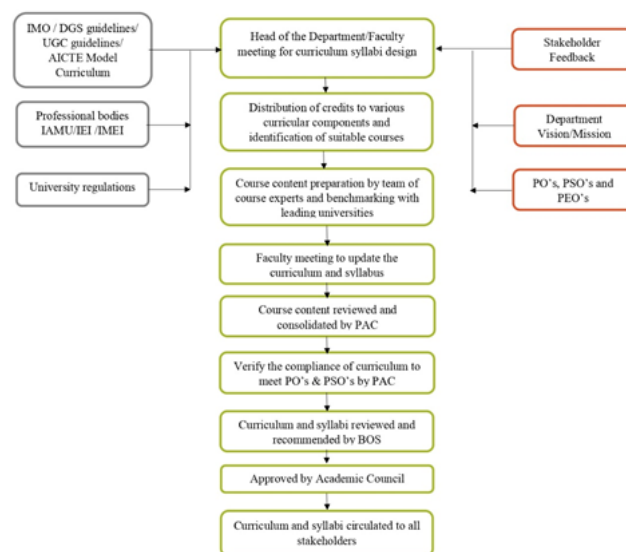 IMO / DGS guidelines/
UGC guidelines/
AICTE Model
Curriculum
Head of the Department/Faculty
meeting for curriculum syllabi design
Stakeholder
Feedback
Professional bodies
IAMU/IEI /IMEI
Distribution of credits to various
curricular components and
identification of suitable courses
Department
Vision/Mission
University regulations
Course content preparation by team of
course experts and benchmarking with
leading universities
PO's, PSO's and
PEO's
Faculty meeting to update the
curriculum and syllabus
Course content reviewed and
consolidated by PAC
Verify the compliance of curriculum to
meet PO's & PSO's by PAC
Curriculum and syllabi reviewed and
recommended by BOS
Approved by Academic Council
Curriculum and syllabi circulated to all
stakeholders